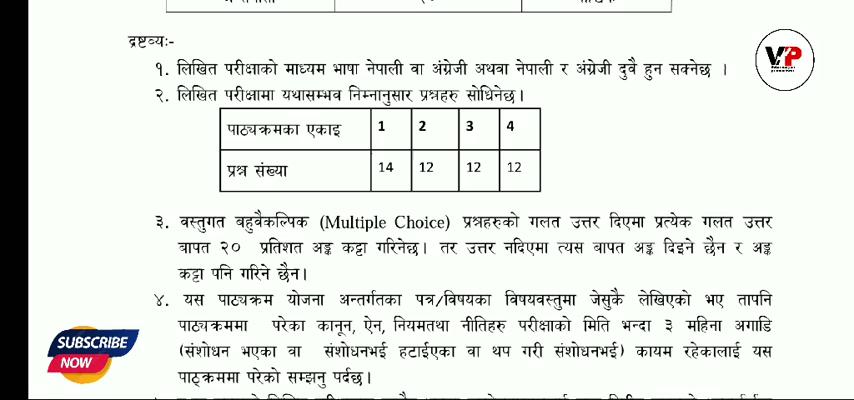 द्रष्टव्यः-
१. लिखित परीक्षाको माध्यम भाषा नेपाली वा अंग्रेजी अथवा नेपाली र अंग्रेजी दुवै हुन सक्नेछ ।
२. लिखित परीक्षामा यथासम्भव निम्नानुसार प्रश्नहरु सोधिनेछ।
पाठ्यक्रमका एकाइ 1 2 3 4
प्रश्न संख्या 14 12 12 12
३. वस्तुगत बहुवैकल्पिक (Multiple Choice) प्रश्नहरुको गलत उत्तर दिएमा प्रत्येक गलत उत्तर
बापत २० प्रतिशत अङ्क कट्टा गरिनेछ। तर उत्तर नदिएमा त्यस बापत अङ्क दिइने छैन र अङ्क
कट्टा पनि गरिने छैन।
४. यस पाठ्यक्रम योजना अन्तर्गतका पत्र/विषयका विषयवस्तुमा जेसुकै लेखिएको भए तापनि
पाठ्यक्रममा परेका कानून, ऐन, नियमतथा नीतिहरु परीक्षाको मिति भन्दा ३ महिना अगाडि
(संशोधन भएका वा संशोधनभई हटाईएका वा थप गरी संशोधनभई) कायम रहेकालाई यस
पाठ्क्रममा परेको सम्झनु पर्दछ।
VP
SUBSCRIBE
NOW